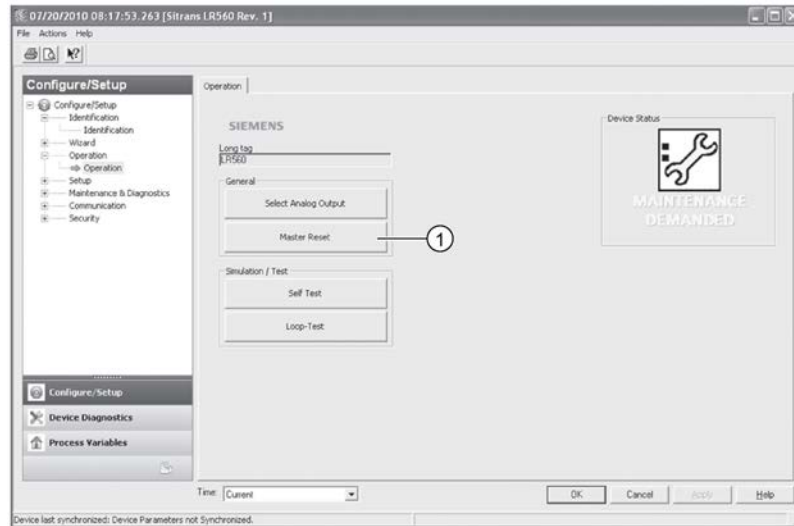 07/20/2010 08:17:53.263 [Sitrans LR560 Rev. 1]
File Actions Help
Configure/Setup
Configure/Setup
Identification
Identification
Wizard
Operation
Operation
Setup
Maintenance & Diagnostics
Communication
Security
Configure/Setup
Device Diagnostics
Process Variables
Operation
SIEMENS
Long tag
LR560
General
Select Analog Output
Master Reset
1
Simulation / Test
Self Test
Loop-Test
Device Status
MAINTENANCE
DEMANDED
Time: Current
OK Cancel Apply Help
Device last synchronized: Device Parameters not Synchronized.